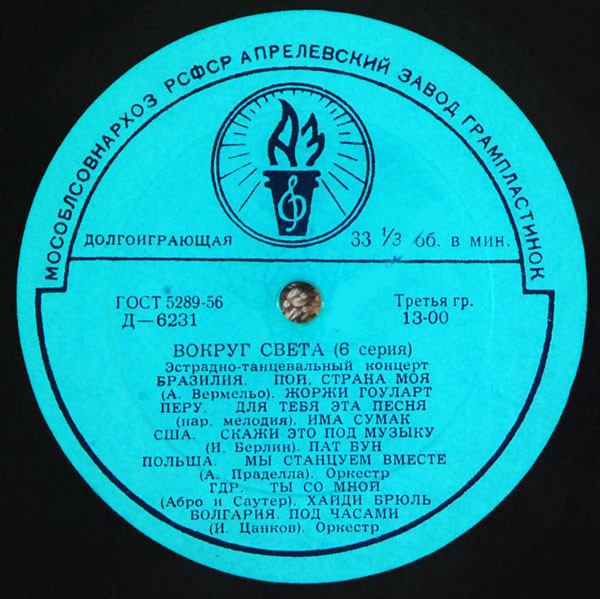 МОСОБЛСОВНАРХОЗ РСФСР АПРЕЛЕВСКИЙ ЗАВОД ГРАМПЛАСТИНОК
АЗ
ДОЛГОИГРАЮЩАЯ 33 1/3 об. в мин.
ГОСТ 5289-56 Третья гр.
Д—6231 13-00
ВОКРУГ СВЕТА (6 серия)
Эстрадно-танцевальный концерт
БРАЗИЛИЯ. ПОЙ, СТРАНА МОЯ
(А. Вермельо). ЖОРЖИ ГОУЛАРТ
ПЕРУ. ДЛЯ ТЕБЯ ЭТА ПЕСНЯ
(нар. мелодия). ИМА СУМАК
США. СКАЖИ ЭТО ПОД МУЗЫКУ
(И. Берлин). ПАТ БУН
ПОЛЬША. МЫ СТАНЦУЕМ ВМЕСТЕ
(А. Праделла). Оркестр
ГДР. ТЫ СО МНОЙ
(Абро и Саутер). ХАЙДИ БРЮЛЬ
БОЛГАРИЯ. ПОД ЧАСАМИ
(И. Цанков). Оркестр